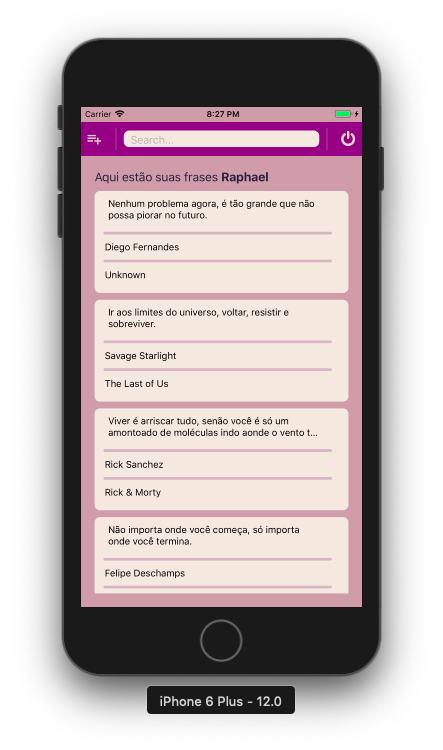 Carrier
8:27 PM
Search...
Aqui estão suas frases Raphael
Nenhum problema agora, é tão grande que não
possa piorar no futuro.
Diego Fernandes
Unknown
Ir aos limites do universo, voltar, resistir e
sobreviver.
Savage Starlight
The Last of Us
Viver é arriscar tudo, senão você é só um
amontoado de moléculas indo aonde o vento t...
Rick Sanchez
Rick & Morty
Não importa onde você começa, só importa
onde você termina.
Felipe Deschamps
iPhone 6 Plus - 12.0